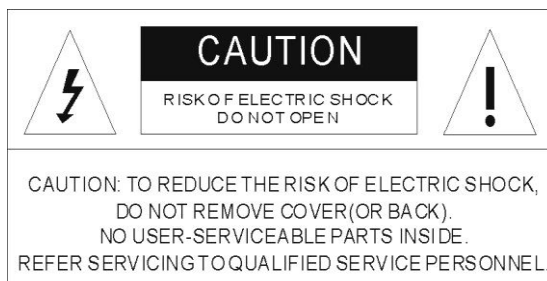 CAUTION
RISK OF ELECTRIC SHOCK
DO NOT OPEN
CAUTION: TO REDUCE THE RISK OF ELECTRIC SHOCK,
DO NOT REMOVE COVER(OR BACK).
NO USER-SERVICEABLE PARTS INSIDE.
REFER SERVICING TO QUALIFIED SERVICE PERSONNEL.